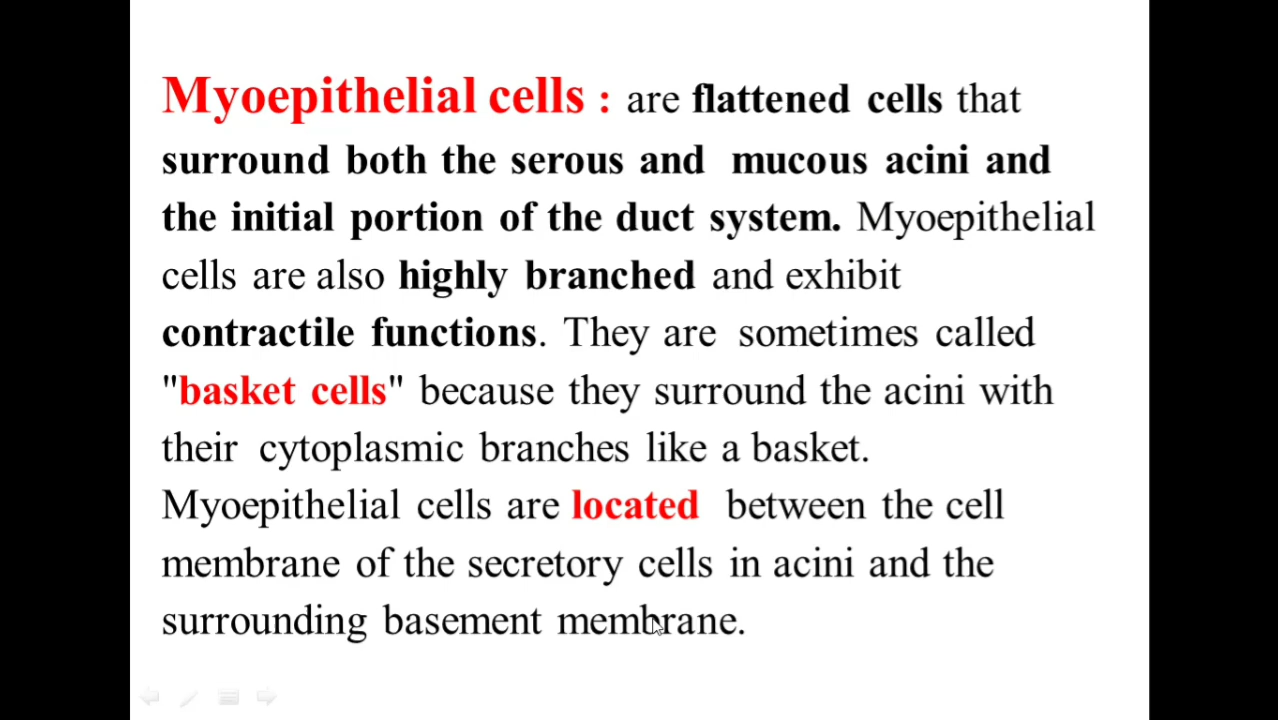 Myoepithelial cells : are flattened cells that
surround both the serous and mucous acini and
the initial portion of the duct system. Myoepithelial
cells are also highly branched and exhibit
contractile functions. They are sometimes called
"basket cells" because they surround the acini with
their cytoplasmic branches like a basket.
Myoepithelial cells are located between the cell
membrane of the secretory cells in acini and the
surrounding basement membrane.